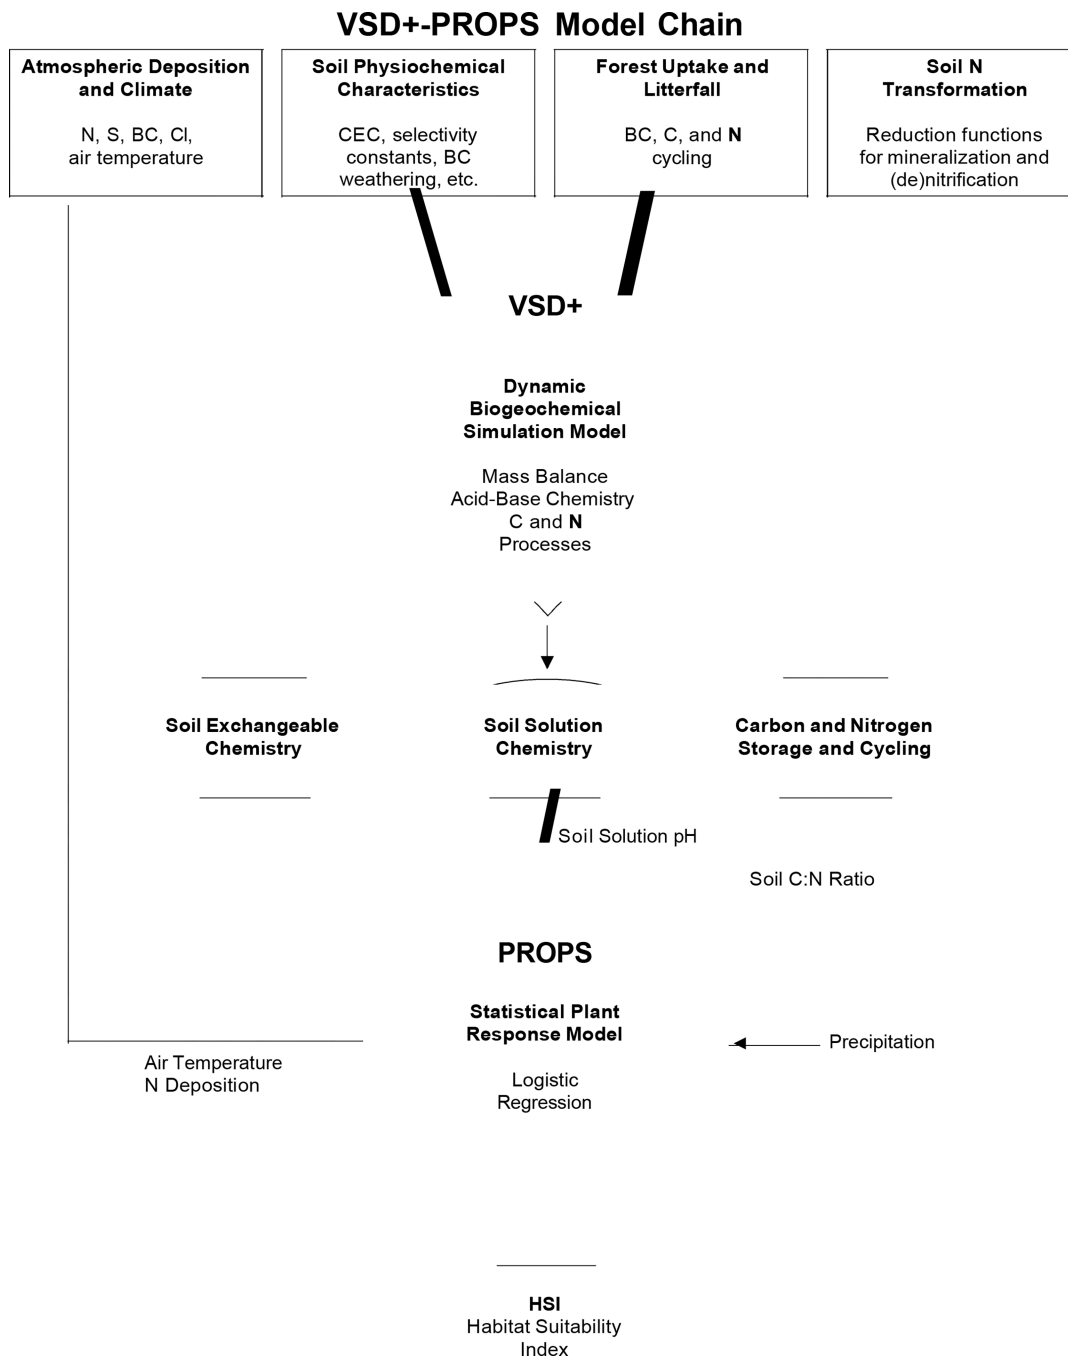 VSD+-PROPS Model Chain
Atmospheric Deposition
and Climate
N, S, BC, Cl,
air temperature
Soil Physiochemical
Characteristics
CEC, selectivity
constants, BC
weathering, etc.
Forest Uptake and
Litterfall
BC, C, and N
cycling
Soil N
Transformation
Reduction functions
for mineralization and
(de)nitrification
VSD+
Dynamic
Biogeochemical
Simulation Model
Mass Balance
Acid-Base Chemistry
C and N
Processes
Soil Exchangeable
Chemistry
Soil Solution
Chemistry
Carbon and Nitrogen
Storage and Cycling
Soil Solution pH
Soil C:N Ratio
PROPS
Statistical Plant
Response Model
Logistic
Regression
Air Temperature
N Deposition
Precipitation
HSI
Habitat Suitability
Index